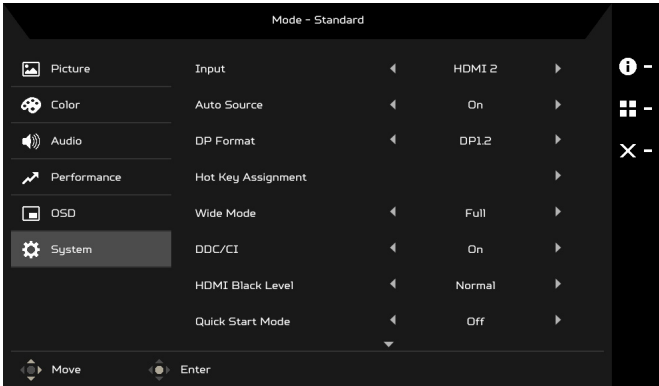 Mode - Standard
Picture
Input HDMI 2
Color
Auto Source On
Audio
DP Format DP1.2
Performance
Hot Key Assignment
OSD
Wide Mode Full
System
DDC/CI On
HDMI Black Level Normal
Quick Start Mode Off
Move Enter